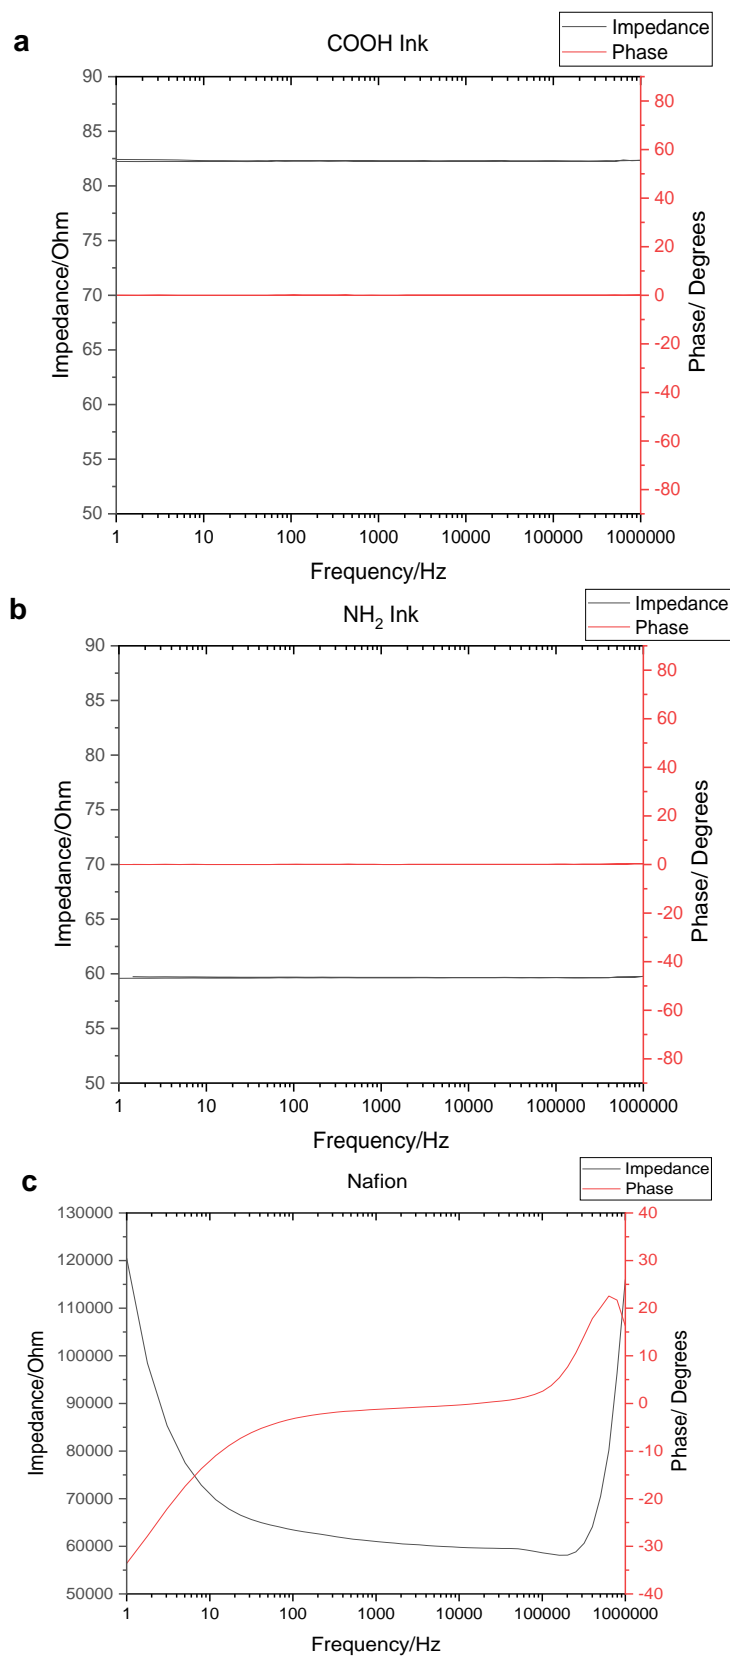 a
COOH Ink
Impedance
Phase
90
85
80
75
70
65
60
55
50
Impedance/Ohm
80
60
40
20
0
-20
-40
-60
-80
Phase/ Degrees
1 10 100 1000 10000 100000 1000000
Frequency/Hz
b
NH₂ Ink
Impedance
Phase
90
85
80
75
70
65
60
55
50
Impedance/Ohm
80
60
40
20
0
-20
-40
-60
-80
Phase/ Degrees
1 10 100 1000 10000 100000 1000000
Frequency/Hz
c
Nafion
Impedance
Phase
130000
120000
110000
100000
90000
80000
70000
60000
50000
Impedance/Ohm
40
30
20
10
0
-10
-20
-30
-40
Phase/ Degrees
1 10 100 1000 10000 100000 1000000
Frequency/Hz